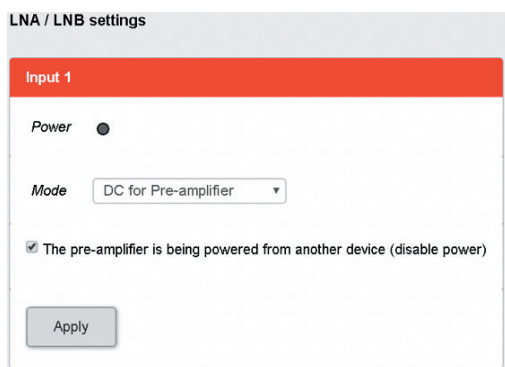 LNA / LNB settings
Input 1
Power
Mode DC for Pre-amplifier
The pre-amplifier is being powered from another device (disable power)
Apply